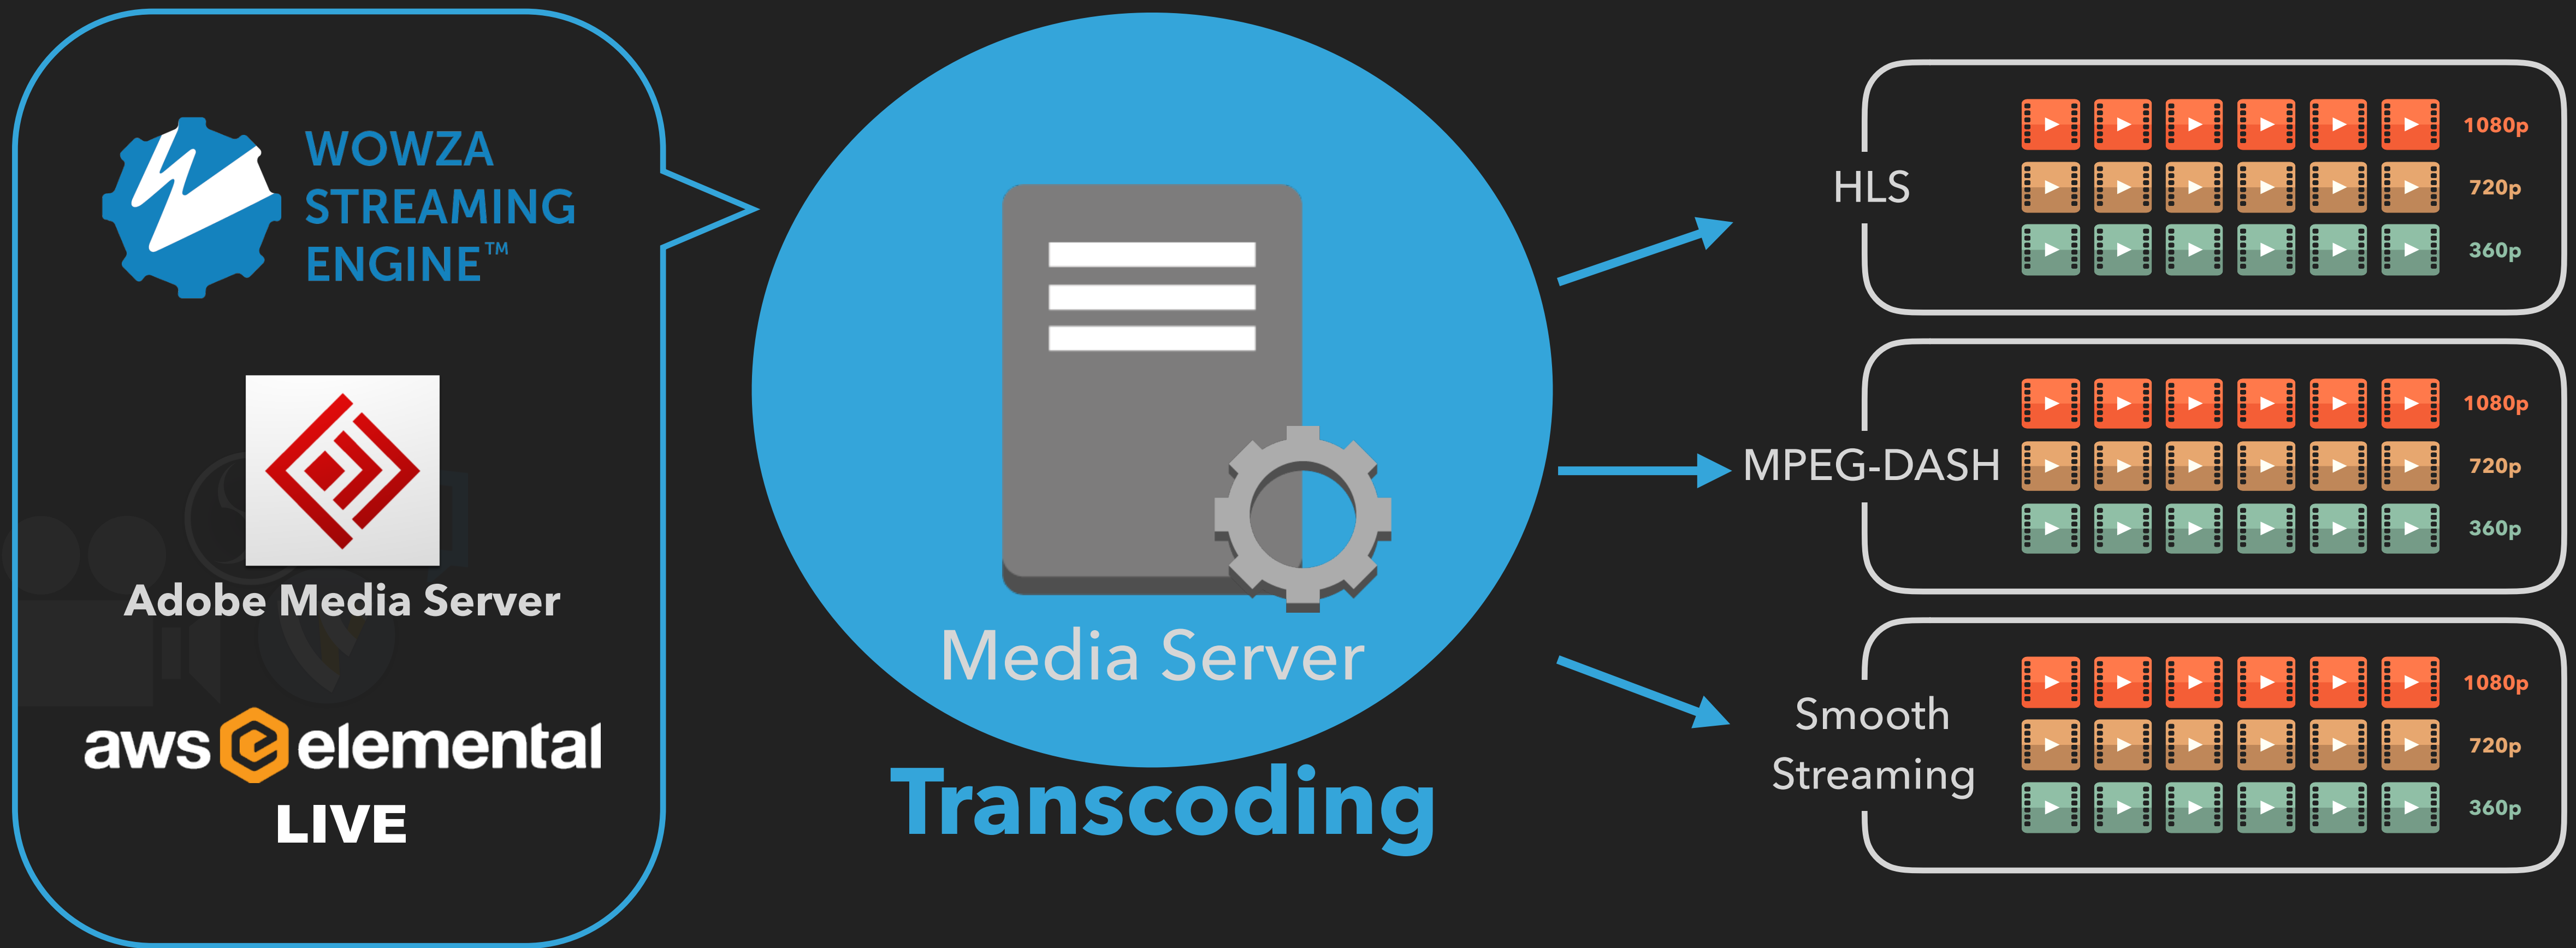 WOWZA
STREAMING
ENGINE™
Adobe Media Server
aws elemental
LIVE
Media Server
Transcoding
HLS
1080p
720p
360p
MPEG-DASH
1080p
720p
360p
Smooth
Streaming
1080p
720p
360p